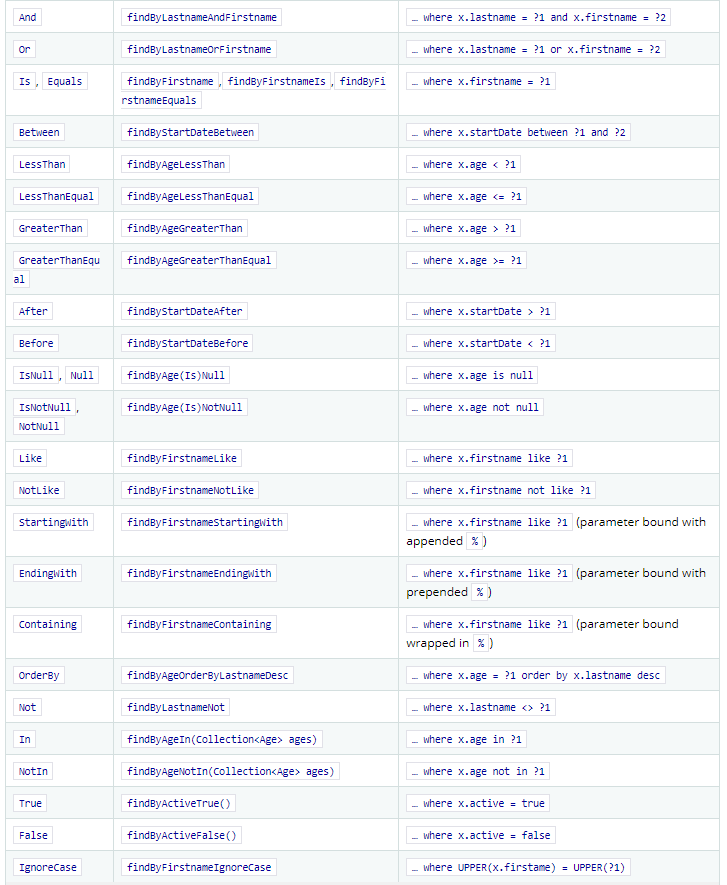 And findByLastnameAndFirstname … where x.lastname = ?1 and x.firstname = ?2
Or findByLastnameOrFirstname … where x.lastname = ?1 or x.firstname = ?2
Is , Equals findByFirstname , findByFirstnameIs , findByFi … where x.firstname = ?1
rstnameEquals
Between findByStartDateBetween … where x.startDate between ?1 and ?2
LessThan findByAgeLessThan … where x.age < ?1
LessThanEqual findByAgeLessThanEqual … where x.age <= ?1
GreaterThan findByAgeGreaterThan … where x.age > ?1
GreaterThanEqu findByAgeGreaterThanEqual … where x.age >= ?1
al
After findByStartDateAfter … where x.startDate > ?1
Before findByStartDateBefore … where x.startDate < ?1
IsNull , Null findByAge(Is)Null … where x.age is null
IsNotNull , findByAge(Is)NotNull … where x.age not null
NotNull
Like findByFirstnameLike … where x.firstname like ?1
NotLike findByFirstnameNotLike … where x.firstname not like ?1
StartingWith findByFirstnameStartingWith … where x.firstname like ?1 (parameter bound with
appended % )
EndingWith findByFirstnameEndingWith … where x.firstname like ?1 (parameter bound with
prepended % )
Containing findByFirstnameContaining … where x.firstname like ?1 (parameter bound
wrapped in % )
OrderBy findByAgeOrderByLastnameDesc … where x.age = ?1 order by x.lastname desc
Not findByLastnameNot … where x.lastname <> ?1
In findByAgeIn(Collection<Age> ages) … where x.age in ?1
NotIn findByAgeNotIn(Collection<Age> ages) … where x.age not in ?1
True findByActiveTrue() … where x.active = true
False findByActiveFalse() … where x.active = false
IgnoreCase findByFirstnameIgnoreCase … where UPPER(x.firstame) = UPPER(?1)